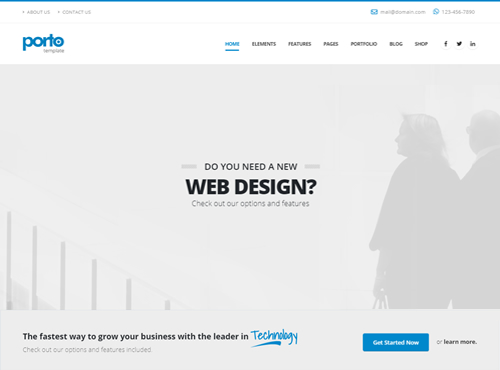 ABOUT US
CONTACT US
mail@domain.com
123-456-7890
porto
template
HOME
ELEMENTS
FEATURES
PAGES
PORTFOLIO
BLOG
SHOP
DO YOU NEED A NEW
WEB DESIGN?
Check out our options and features
The fastest way to grow your business with the leader in Technology
Check out our options and features included.
Get Started Now
or learn more.